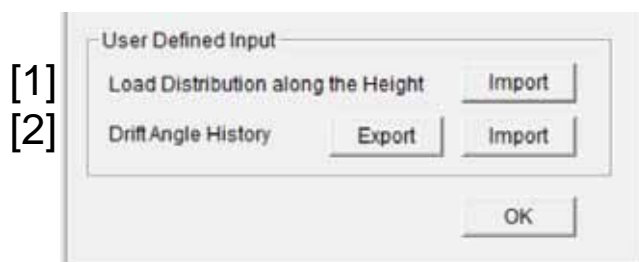 User Defined Input
[1] Load Distribution along the Height Import
[2] Drift Angle History Export Import
OK